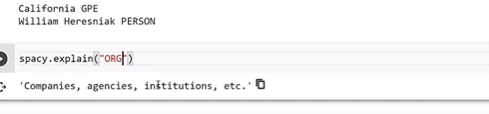 California GPE
William Heresniak PERSON
spacy.explain("ORG")
'Companies, agencies, institutions, etc.'